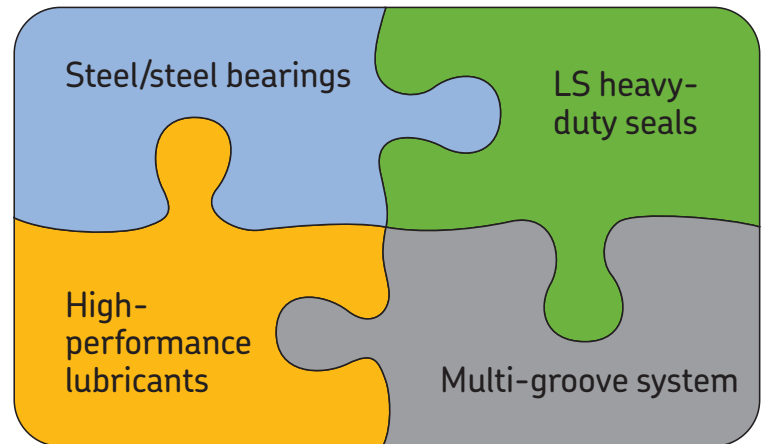 Steel/steel bearings
LS heavy-
duty seals
High-
performance
lubricants
Multi-groove system